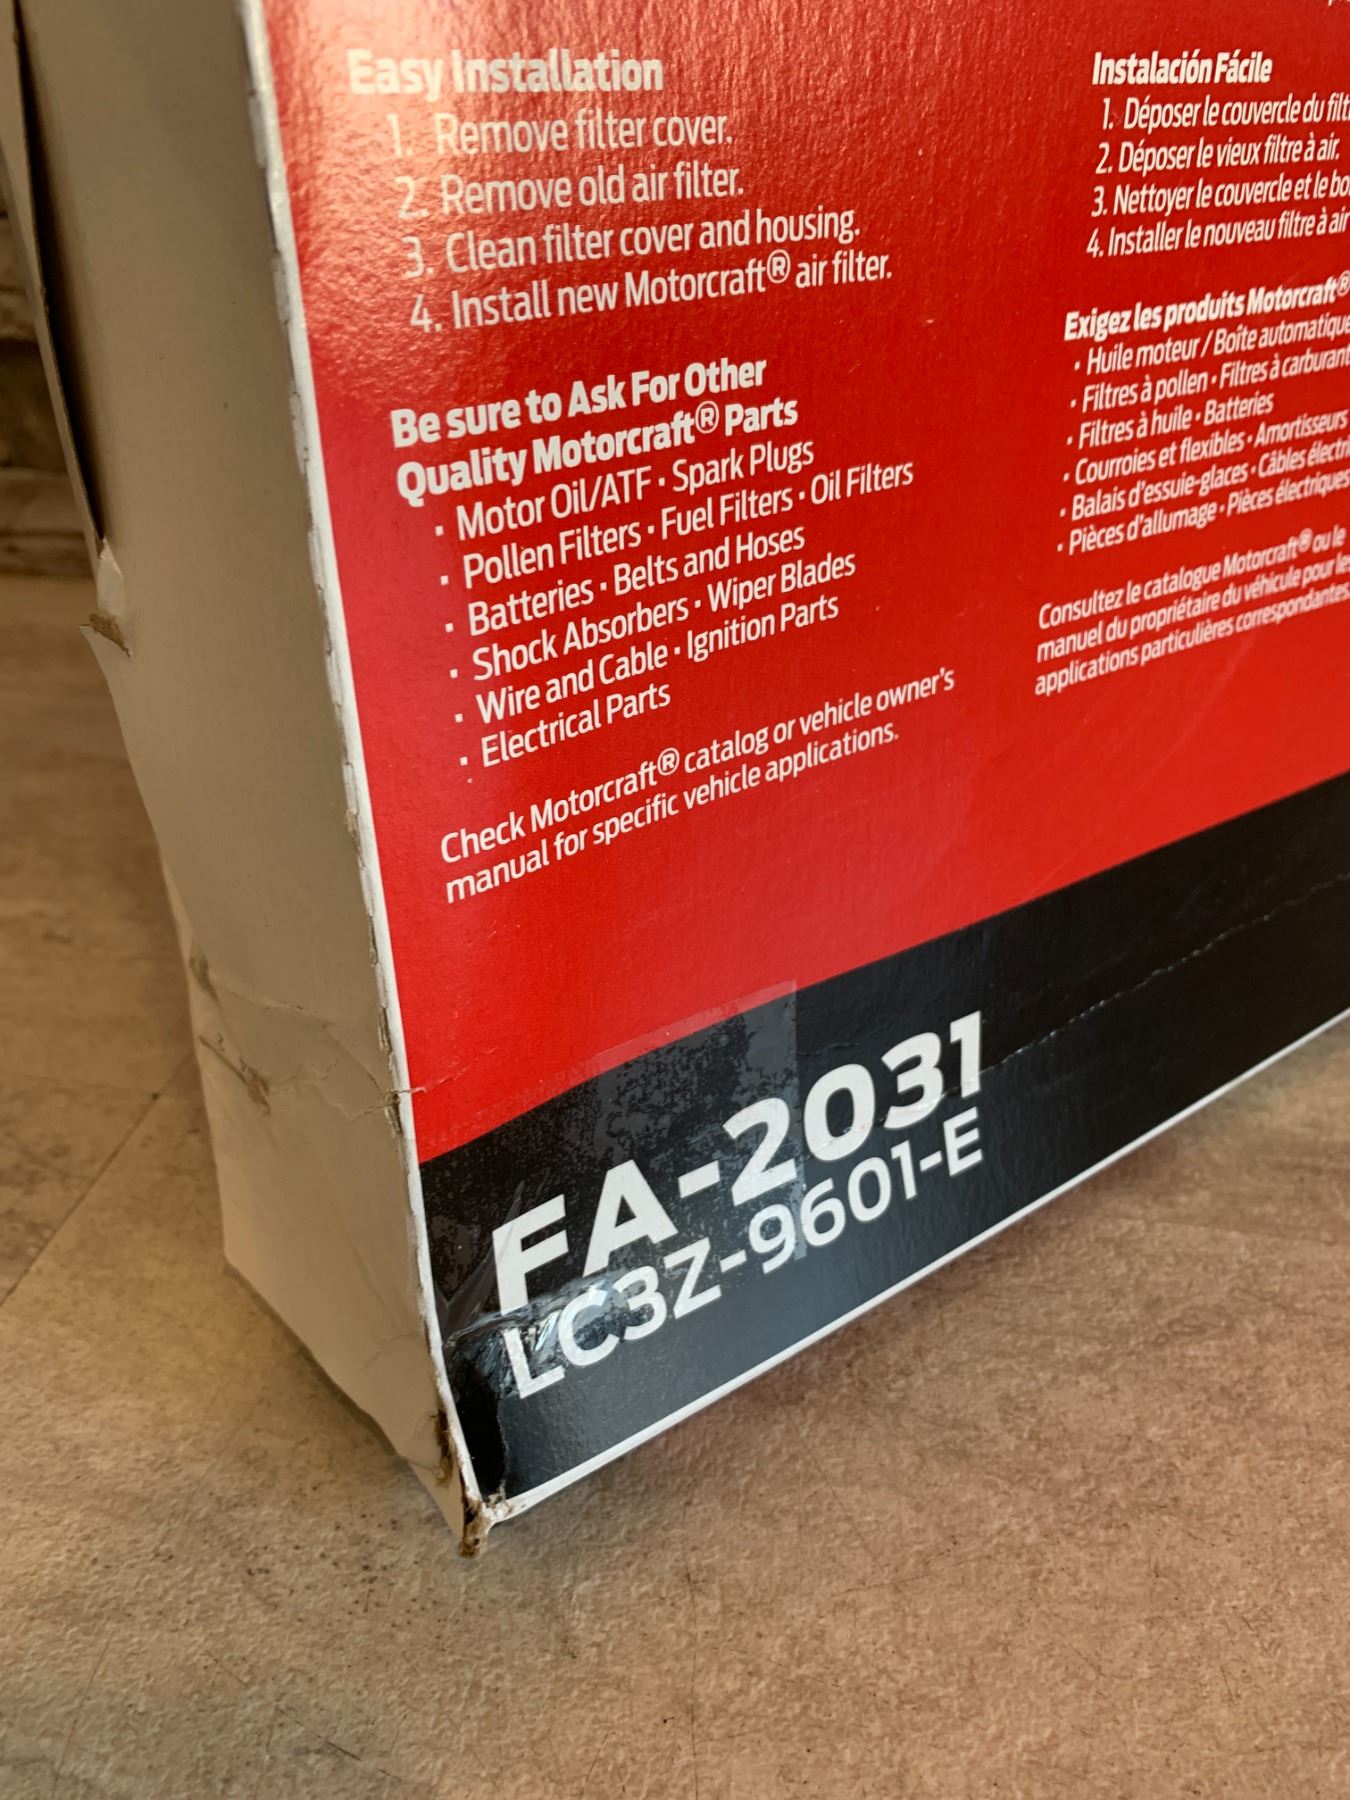 Easy Installation
1. Remove filter cover.
2. Remove old air filter.
3. Clean filter cover and housing.
4. Install new Motorcraft® air filter.
Be sure to Ask For Other
Quality Motorcraft® Parts
· Motor Oil/ATF · Spark Plugs
· Pollen Filters · Fuel Filters · Oil Filters
· Batteries · Belts and Hoses
· Shock Absorbers · Wiper Blades
· Wire and Cable · Ignition Parts
· Electrical Parts
Check Motorcraft® catalog or vehicle owner's
manual for specific vehicle applications.
Instalación Fácile
1. Déposer le couvercle du
2. Déposer le vieux filtre à air.
3. Nettoyer le couvercle et le
4. Installer le nouveau filtre à air
Exigez les produits Motorcraft®
· Huile moteur / Boîte automatique
· Filtres à pollen · Filtres à carburant
· Filtres à huile · Batteries
· Courroies et flexibles · Amortisseurs
· Balais d'essuie-glaces · Câbles
· Pièces d'allumage · Pièces électriques
Consultez le catalogue Motorcraft® ou le
manuel du propriétaire du véhicule pour les
applications particulières correspondantes.
FA-2031
LC3Z-9601-E